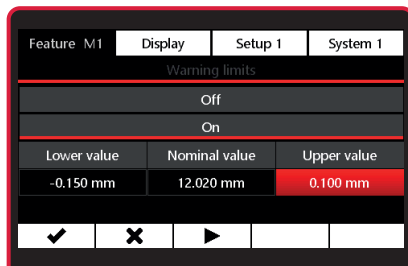 Feature M1 Display Setup 1 System 1
Warning limits
Off
On
Lower value Nominal value Upper value
-0.150 mm 12.020 mm 0.100 mm